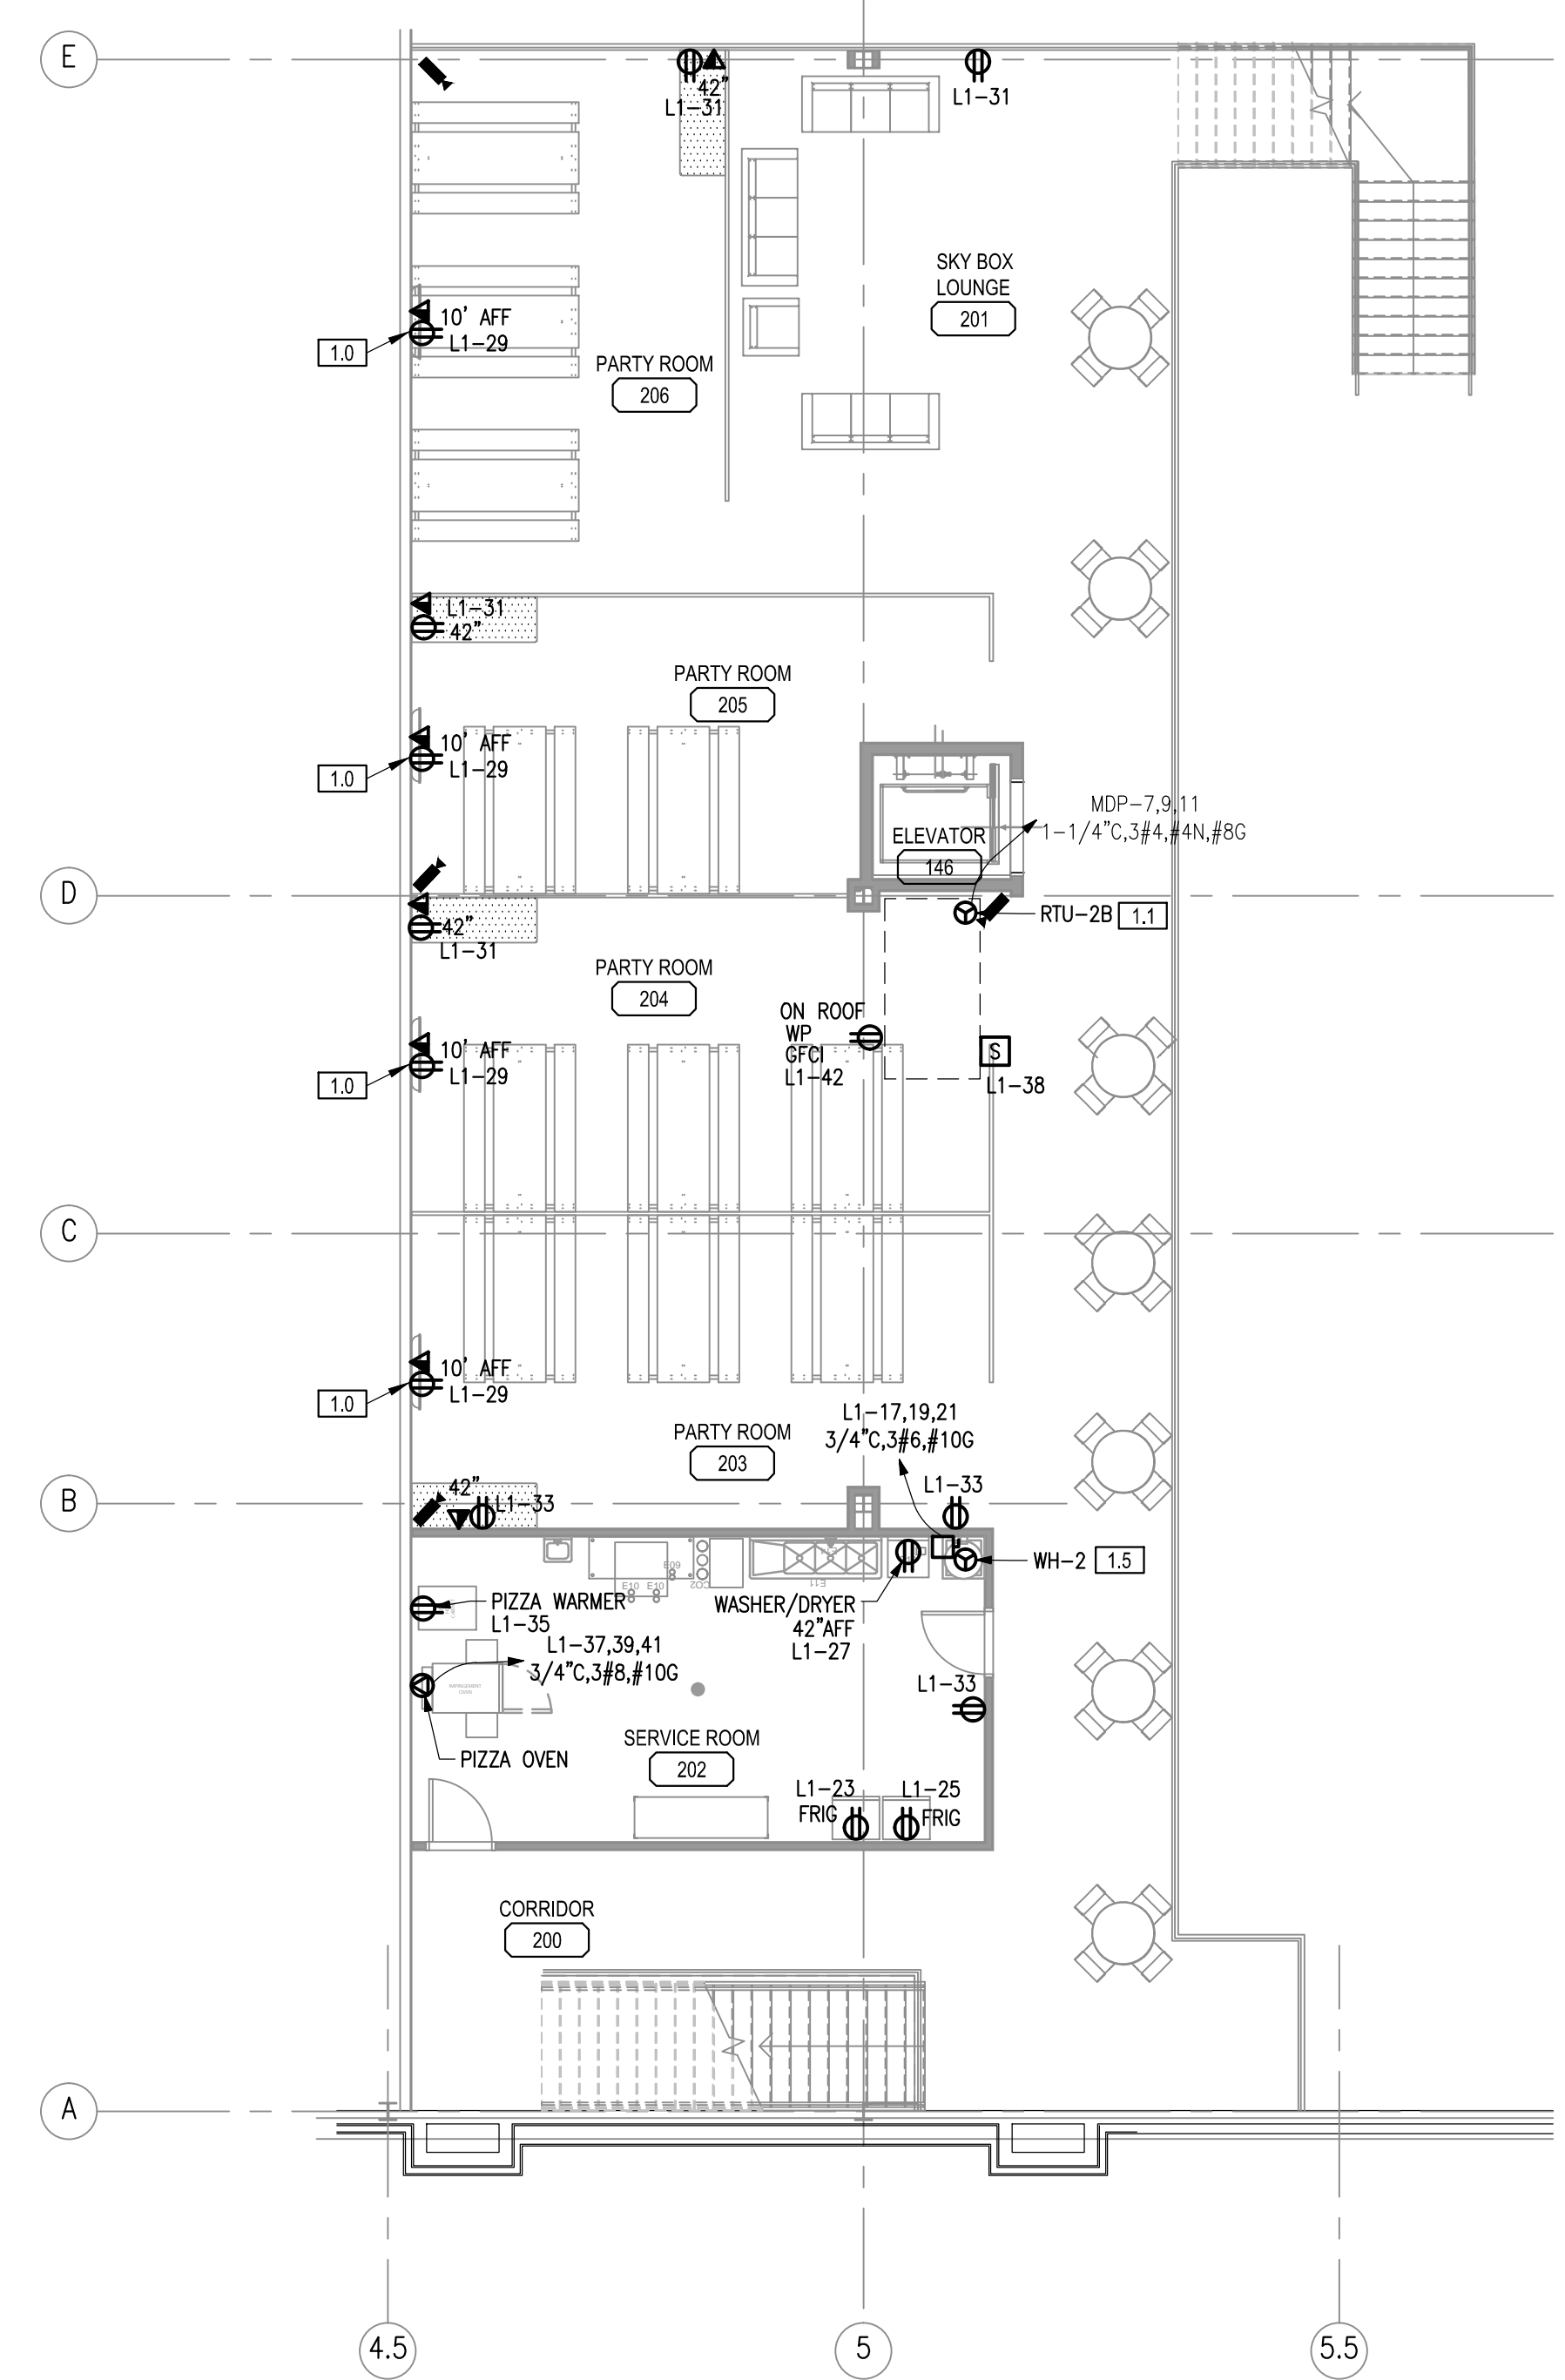 E
42"
L1-31
L1-31
SKY BOX
LOUNGE
201
10' AFF
L1-29
1.0
PARTY ROOM
206
L1-31
42"
PARTY ROOM
205
10' AFF
L1-29
1.0
MDP-7,9,11
1-1/4"C,3#4,#4N,#8G
ELEVATOR
146
D
42"
L1-31
RTU-2B
1.1
PARTY ROOM
204
ON ROOF
WP
GFCI
L1-42
10' AFF
L1-29
1.0
S
L1-38
C
10' AFF
L1-29
1.0
L1-17,19,21
3/4"C,3#6,#10G
PARTY ROOM
203
B
42"
L1-33
L1-33
WH-2
1.5
E09
E10
E10
CO2
E11
PIZZA WARMER
L1-35
WASHER/DRYER
42"AFF
L1-27
L1-37,39,41
3/4"C,3#8,#10G
IMPINGEMENT
OVEN
L1-33
PIZZA OVEN
SERVICE ROOM
202
L1-23
FRIG
L1-25
FRIG
CORRIDOR
200
A
4.5
5
5.5